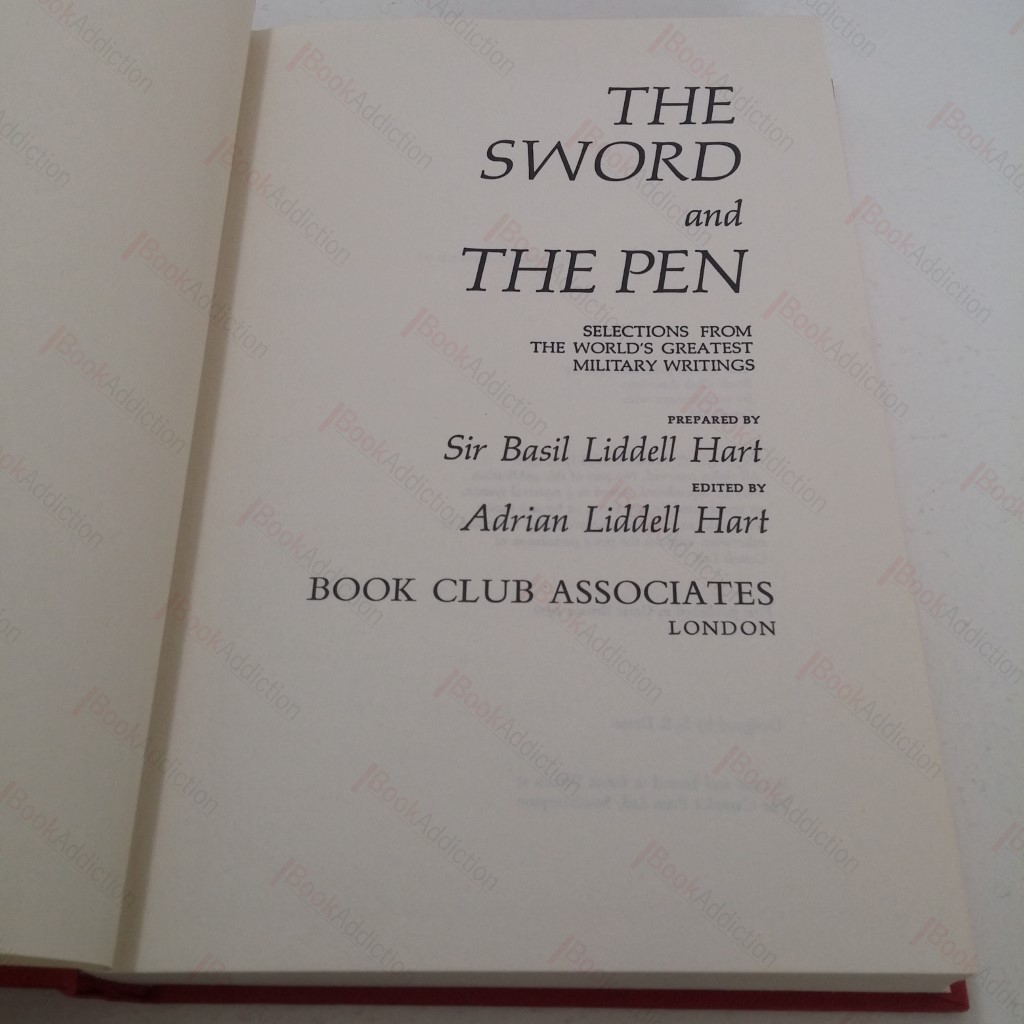 THE
SWORD
and
THE PEN
SELECTIONS FROM
THE WORLD'S GREATEST
MILITARY WRITINGS
PREPARED BY
Sir Basil Liddell Hart
EDITED BY
Adrian Liddell Hart
BOOK CLUB ASSOCIATES
LONDON
BookAddiction